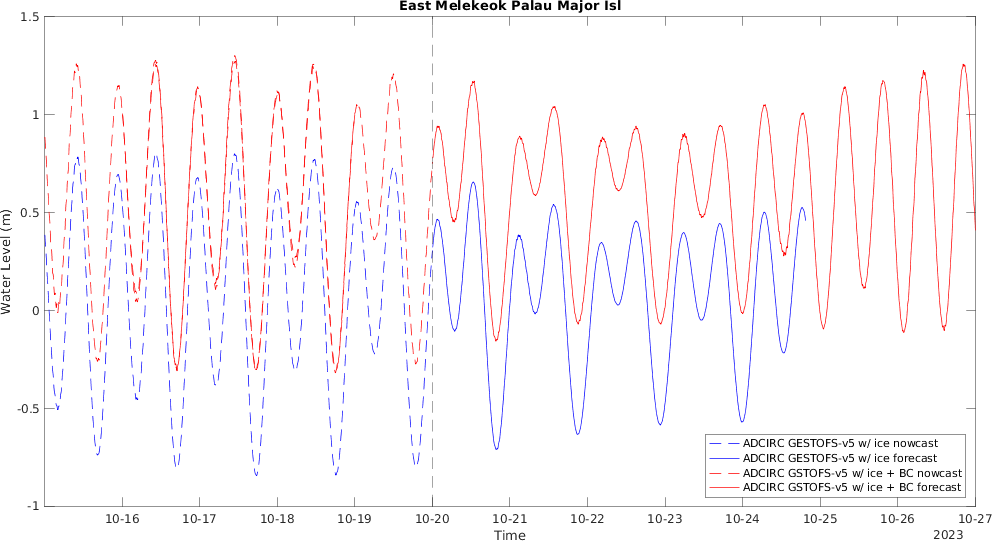 East Melekeok Palau Major Isl
1.5
1
0.5
0
-0.5
-1
Water Level (m)
10-16 10-17 10-18 10-19 10-20 10-21 10-22 10-23 10-24 10-25 10-26 10-27
Time
2023
ADCIRC GESTOFS-v5 w/ ice nowcast
ADCIRC GESTOFS-v5 w/ ice forecast
ADCIRC GSTOFS-v5 w/ ice + BC nowcast
ADCIRC GSTOFS-v5 w/ ice + BC forecast